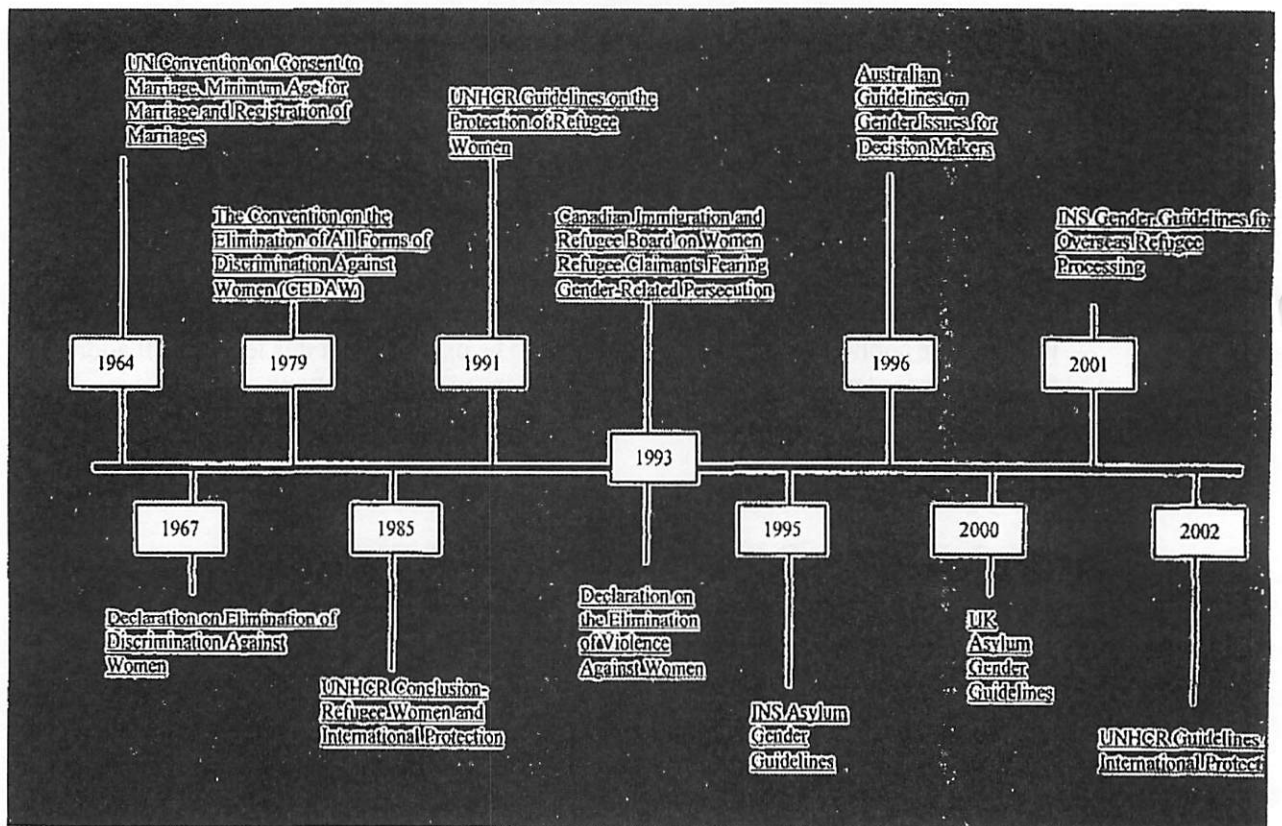 UN Convention on Consent to
Marriage, Minimum Age for
Marriage and Registration of
Marriages
UNHCR Guidelines on the
Protection of Refugee
Women
Australian
Guidelines on
Gender Issues for
Decision Makers
The Convention on the
Elimination of All Forms of
Discrimination Against
Women (CEDAW)
Canadian Immigration and
Refugee Board on Women
Refugee Claimants Fearing
Gender-Related Persecution
INS Gender Guidelines for
Overseas Refugee
Processing
1964
1979
1991
1996
2001
1993
1967
1985
1995
2000
2002
Declaration on Elimination of
Discrimination Against
Women
UNHCR Conclusion-
Refugee Women and
International Protection
Declaration on
the Elimination
of Violence
Against Women
INS Asylum
Gender
Guidelines
UK
Asylum
Gender
Guidelines
UNHCR Guidelines
International Protecti